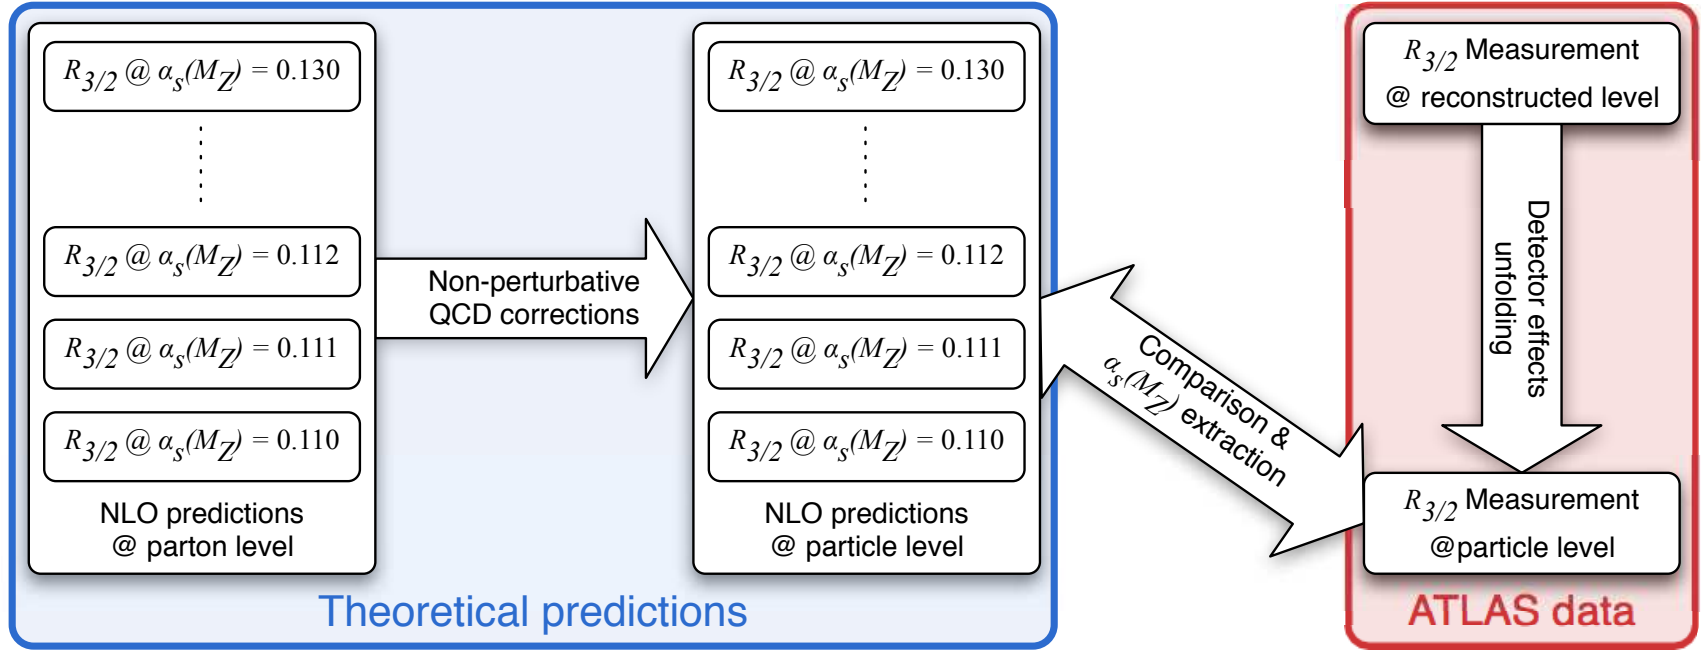 R3/2 @ αs(MZ) = 0.130
R3/2 @ αs(MZ) = 0.112
R3/2 @ αs(MZ) = 0.111
R3/2 @ αs(MZ) = 0.110
NLO predictions
@ parton level
Non-perturbative
QCD corrections
R3/2 @ αs(MZ) = 0.130
R3/2 @ αs(MZ) = 0.112
R3/2 @ αs(MZ) = 0.111
R3/2 @ αs(MZ) = 0.110
NLO predictions
@ particle level
Theoretical predictions
Comparison &
αs(MZ) extraction
R3/2 Measurement
@ reconstructed level
Detector effects
unfolding
R3/2 Measurement
@particle level
ATLAS data